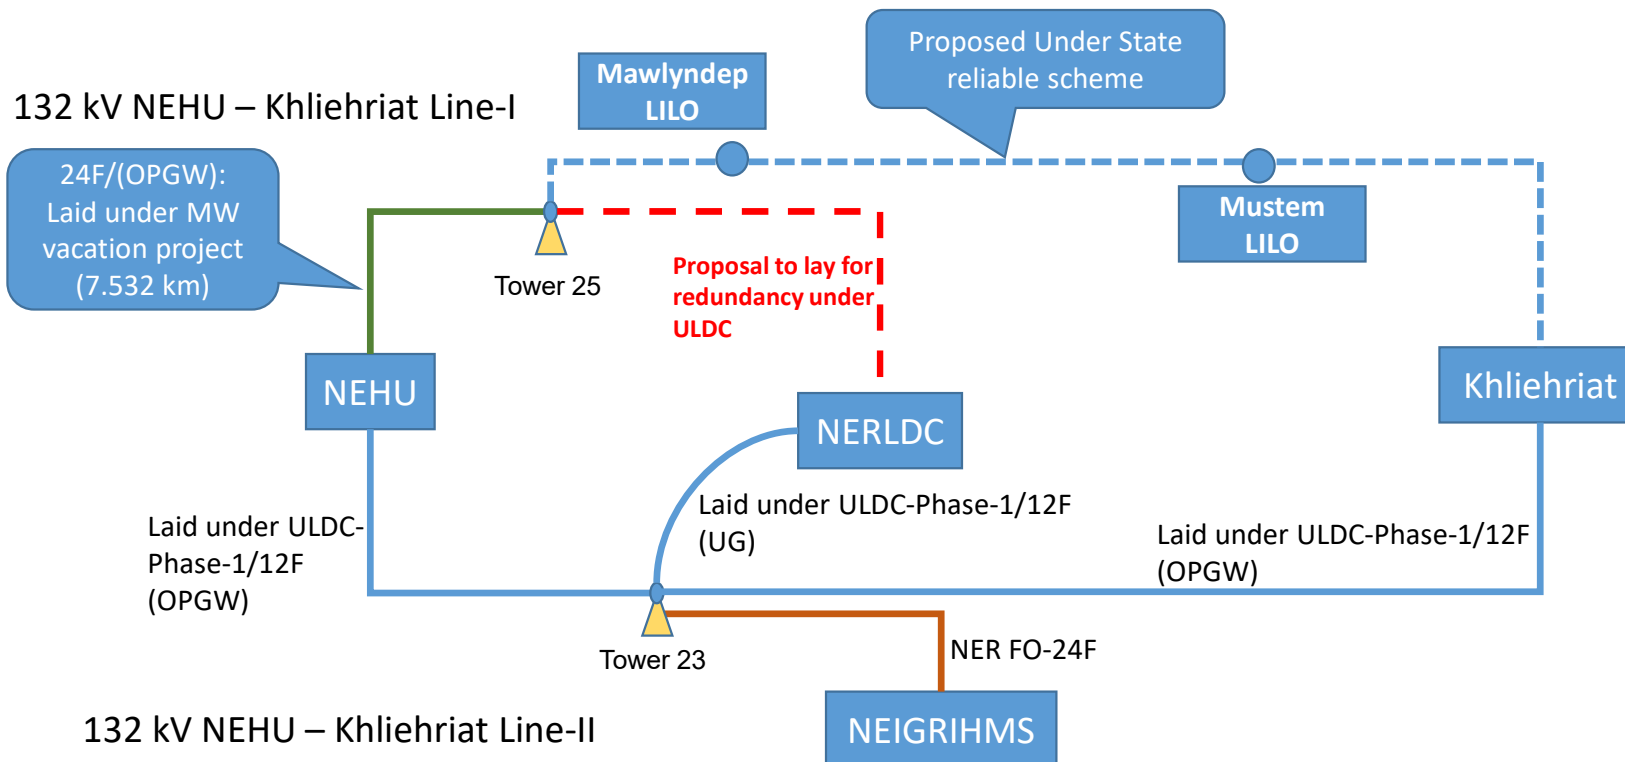 Proposed Under State
reliable scheme
Mawlyndep
LILO
132 kV NEHU – Khliehriat Line-I
24F/(OPGW):
Laid under MW
vacation project
(7.532 km)
Mustem
LILO
Tower 25
Proposal to lay for
redundancy under
ULDC
NEHU
NERLDC
Khliehriat
Laid under ULDC-
Phase-1/12F
(OPGW)
Laid under ULDC-Phase-1/12F
(UG)
Laid under ULDC-Phase-1/12F
(OPGW)
Tower 23
NER FO-24F
132 kV NEHU – Khliehriat Line-II
NEIGRIHMS